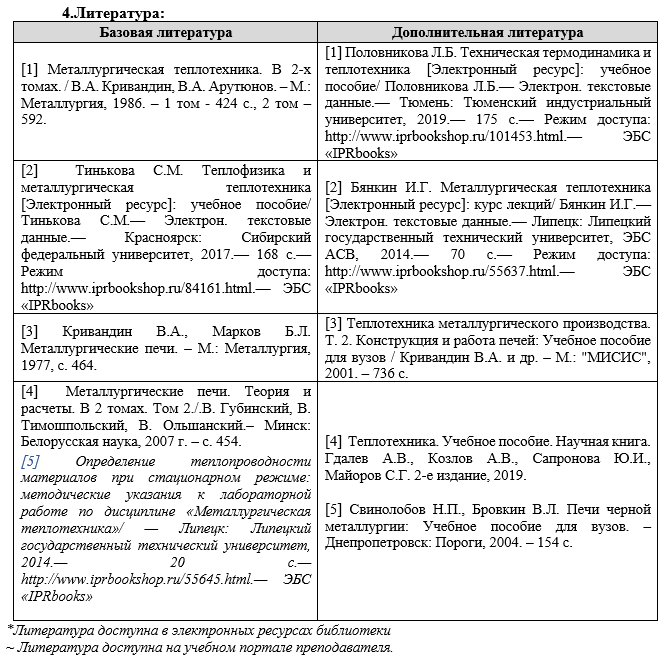 4.Литература:
Базовая литература
[1] Металлургическая теплотехника. В 2-х
томах. / В.А. Кривандин, В.А. Арутюнов. – М.:
Металлургия, 1986. – 1 том - 424 с., 2 том –
592.
[2] Тинькова С.М. Теплофизика и
металлургическая теплотехника
[Электронный ресурс]: учебное пособие/
Тинькова С.М.— Электрон. текстовые
данные.— Красноярск: Сибирский
федеральный университет, 2017.— 168 c.—
Режим доступа:
http://www.iprbookshop.ru/84161.html.— ЭБС
«IPRbooks»
[3] Кривандин В.А., Марков Б.Л.
Металлургические печи. – М.: Металлургия,
1977, с. 464.
[4] Металлургические печи. Теория и
расчеты. В 2 томах. Том 2./.В. Губинский, В.
Тимошпольский, В. Ольшанский.– Минск:
Белорусская наука, 2007 г. – с. 454.
[5] Определение теплопроводности
материалов при стационарном режиме:
методические указания к лабораторной
работе по дисциплине «Металлургическая
теплотехника»/ — Липецк: Липецкий
государственный технический университет,
2014.— 20 c.—
http://www.iprbookshop.ru/55645.html.— ЭБС
«IPRbooks»
Дополнительная литература
[1] Половникова Л.Б. Техническая термодинамика и
теплотехника [Электронный ресурс]: учебное
пособие/ Половникова Л.Б.— Электрон. текстовые
данные.— Тюмень: Тюменский индустриальный
университет, 2019.— 175 c.— Режим доступа:
http://www.iprbookshop.ru/101453.html.— ЭБС
«IPRbooks»
[2] Бянкин И.Г. Металлургическая теплотехника
[Электронный ресурс]: курс лекций/ Бянкин И.Г.—
Электрон. текстовые данные.— Липецк: Липецкий
государственный технический университет, ЭБС
АСВ, 2014.— 70 c.— Режим доступа:
http://www.iprbookshop.ru/55637.html.— ЭБС
«IPRbooks»
[3] Теплотехника металлургического производства.
Т. 2. Конструкция и работа печей: Учебное пособие
для вузов / Кривандин В.А. и др. – М.: "МИСИС",
2001. – 736 с.
[4] Теплотехника. Учебное пособие. Научная книга.
Гдалев А.В., Козлов А.В., Сапронова Ю.И.,
Майоров С.Г. 2-е издание, 2019.
[5] Свинолобов Н.П., Бровкин В.Л. Печи черной
металлургии: Учебное пособие для вузов. –
Днепропетровск: Пороги, 2004. – 154 с.
*Литература доступна в электронных ресурсах библиотеки
~ Литература доступна на учебном портале преподавателя.